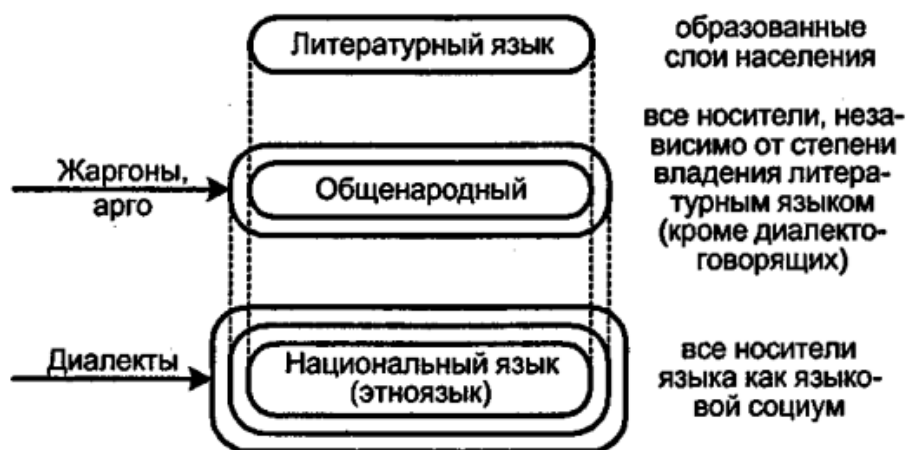 Литературный язык
образованные
слои населения
Жаргоны,
арго
Общенародный
все носители, неза-
висимо от степени
владения литера-
турным языком
(кроме диалекто-
говорящих)
Диалекты
Национальный язык
(этноязык)
все носители
языка как языко-
вой социум